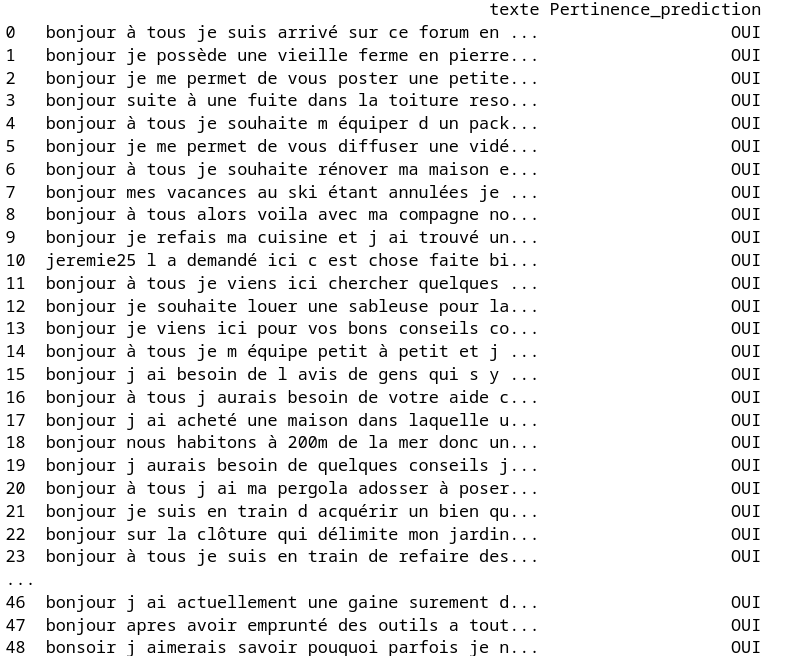 texte Pertinence_prediction
0 bonjour à tous je suis arrivé sur ce forum en ... OUI
1 bonjour je possède une vieille ferme en pierre... OUI
2 bonjour je me permet de vous poster une petite... OUI
3 bonjour suite à une fuite dans la toiture reso... OUI
4 bonjour à tous je souhaite m équiper d un pack... OUI
5 bonjour je me permet de vous diffuser une vidé... OUI
6 bonjour à tous je souhaite rénover ma maison e... OUI
7 bonjour mes vacances au ski étant annulées je ... OUI
8 bonjour à tous alors voila avec ma compagne no... OUI
9 bonjour je refais ma cuisine et j ai trouvé un... OUI
10 jeremie25 l a demandé ici c est chose faite bi... OUI
11 bonjour à tous je viens ici chercher quelques ... OUI
12 bonjour je souhaite louer une sableuse pour la... OUI
13 bonjour je viens ici pour vos bons conseils co... OUI
14 bonjour à tous je m équipe petit à petit et j ... OUI
15 bonjour j ai besoin de l avis de gens qui s y ... OUI
16 bonjour à tous j aurais besoin de votre aide c... OUI
17 bonjour j ai acheté une maison dans laquelle u... OUI
18 bonjour nous habitons à 200m de la mer donc un... OUI
19 bonjour j aurais besoin de quelques conseils j... OUI
20 bonjour à tous j ai ma pergola adosser à poser... OUI
21 bonjour je suis en train d acquérir un bien qu... OUI
22 bonjour sur la clôture qui délimite mon jardin... OUI
23 bonjour à tous je suis en train de refaire des... OUI
...
46 bonjour j ai actuellement une gaine surement d... OUI
47 bonjour apres avoir emprunté des outils a tout... OUI
48 bonsoir j aimerais savoir pouquoi parfois je n... OUI